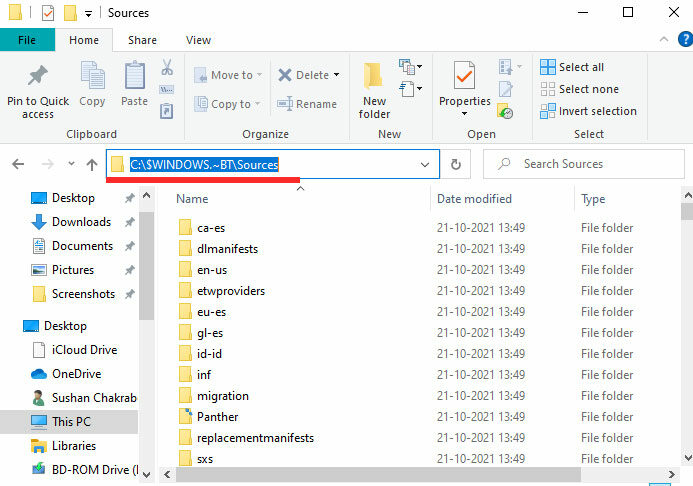 Sources
File
Home
Share
View
Pin to Quick access
Copy
Paste
Move to
Copy to
Delete
Rename
New folder
Properties
Select all
Select none
Invert selection
Clipboard
Organize
New
Open
Select
C:\$WINDOWS.~BT\Sources
Search Sources
Desktop
Downloads
Documents
Pictures
Screenshots
Desktop
iCloud Drive
OneDrive
Sushan Chakrab
This PC
Libraries
BD-ROM Drive (
Name
Date modified
Type
ca-es 21-10-2021 13:49 File folder
dlmanifests 21-10-2021 13:49 File folder
en-us 21-10-2021 13:49 File folder
etwproviders 21-10-2021 13:49 File folder
eu-es 21-10-2021 13:49 File folder
gl-es 21-10-2021 13:49 File folder
id-id 21-10-2021 13:49 File folder
inf 21-10-2021 13:49 File folder
migration 21-10-2021 13:49 File folder
Panther 21-10-2021 13:49 File folder
replacementmanifests 21-10-2021 13:49 File folder
sxs 21-10-2021 13:49 File folder